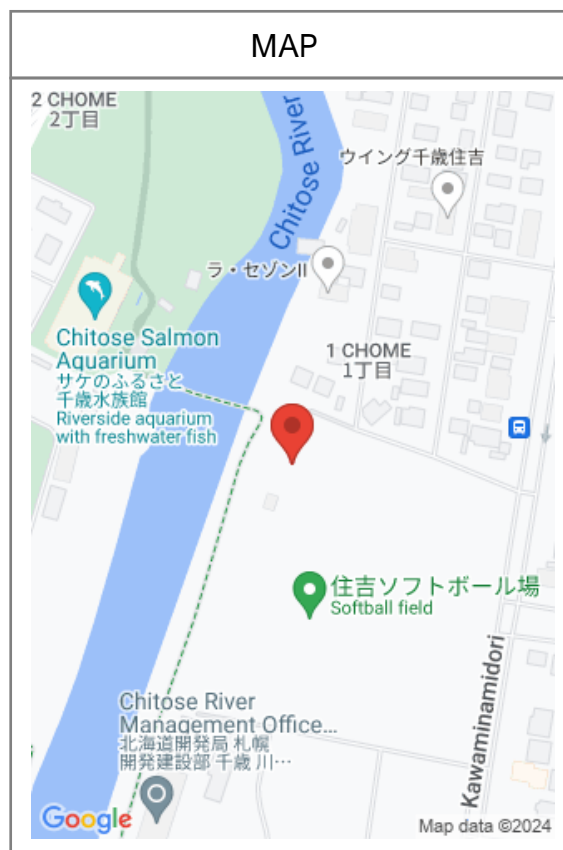 MAP
2 CHOME
2丁目
Chitose River
ウイング千歳住吉
ラ・セゾンII
Chitose Salmon
Aquarium
サケのふるさと
千歳水族館
Riverside aquarium
with freshwater fish
1 CHOME
1丁目
住吉ソフトボール場
Softball field
Kawaminamidori
Chitose River
Management Office...
北海道開発局 札幌
開発建設部 千歳 川…
Google
Map data ©2024